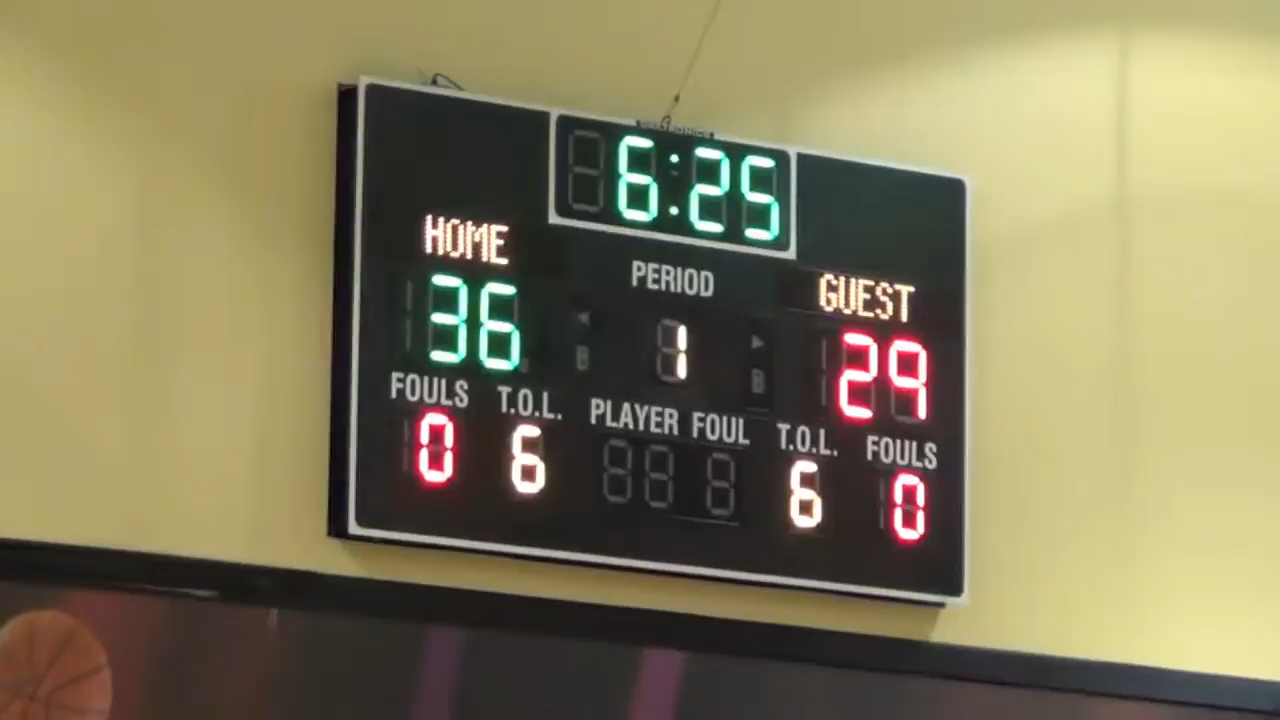 6:25
HOME
PERIOD
GUEST
36
1
29
FOULS T.O.L. PLAYER FOUL T.O.L. FOULS
0 6 6 0
B B